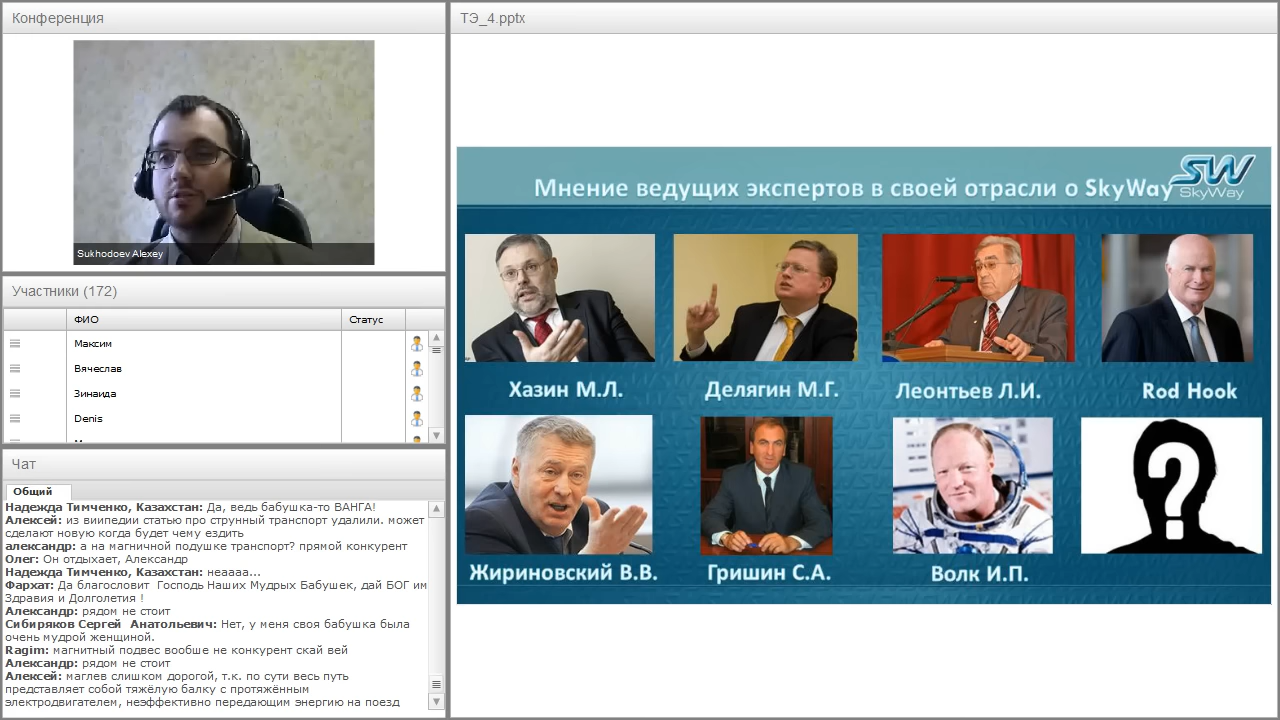 Конференция
Sukhodoev Alexey
Участники (172)
ФИО
Статус
Максим
Вячеслав
Зинаида
Denis
Чат
Общий
Надежда Тимченко, Казахстан: Да, ведь бабушка-то ВАНГА!
Алексей: из виипедии статью про струнный транспорт удалили. может
сделают новую когда будет чему ездить
александр: а на магничной подушке транспорт? прямой конкурент
Олег: Он отдыхает, Александр
Надежда Тимченко, Казахстан: неаааа...
Фархат: Да благословит Господь Наших Мудрых Бабушек, дай БОГ им
Здравия и Долголетия !
Александр: рядом не стоит
Сибиряков Сергей Анатольевич: Нет, у меня своя бабушка была
очень мудрой женщиной.
Ragim: магнитный подвес вообще не конкурент скай вей
Александр: рядом не стоит
Алексей: маглев слишком дорогой, т.к. по сути весь путь
представляет собой тяжёлую балку с протяжённым
электродвигателем, неэффективно передающим энергию на поезд
ТЭ_4.pptx
Мнение ведущих экспертов в своей отрасли о SkyWay
SW
SkyWay
Хазин М.Л.
Делягин М.Г.
Леонтьев Л.И.
Rod Hook
Жириновский В.В.
Гришин С.А.
Волк И.П.
?